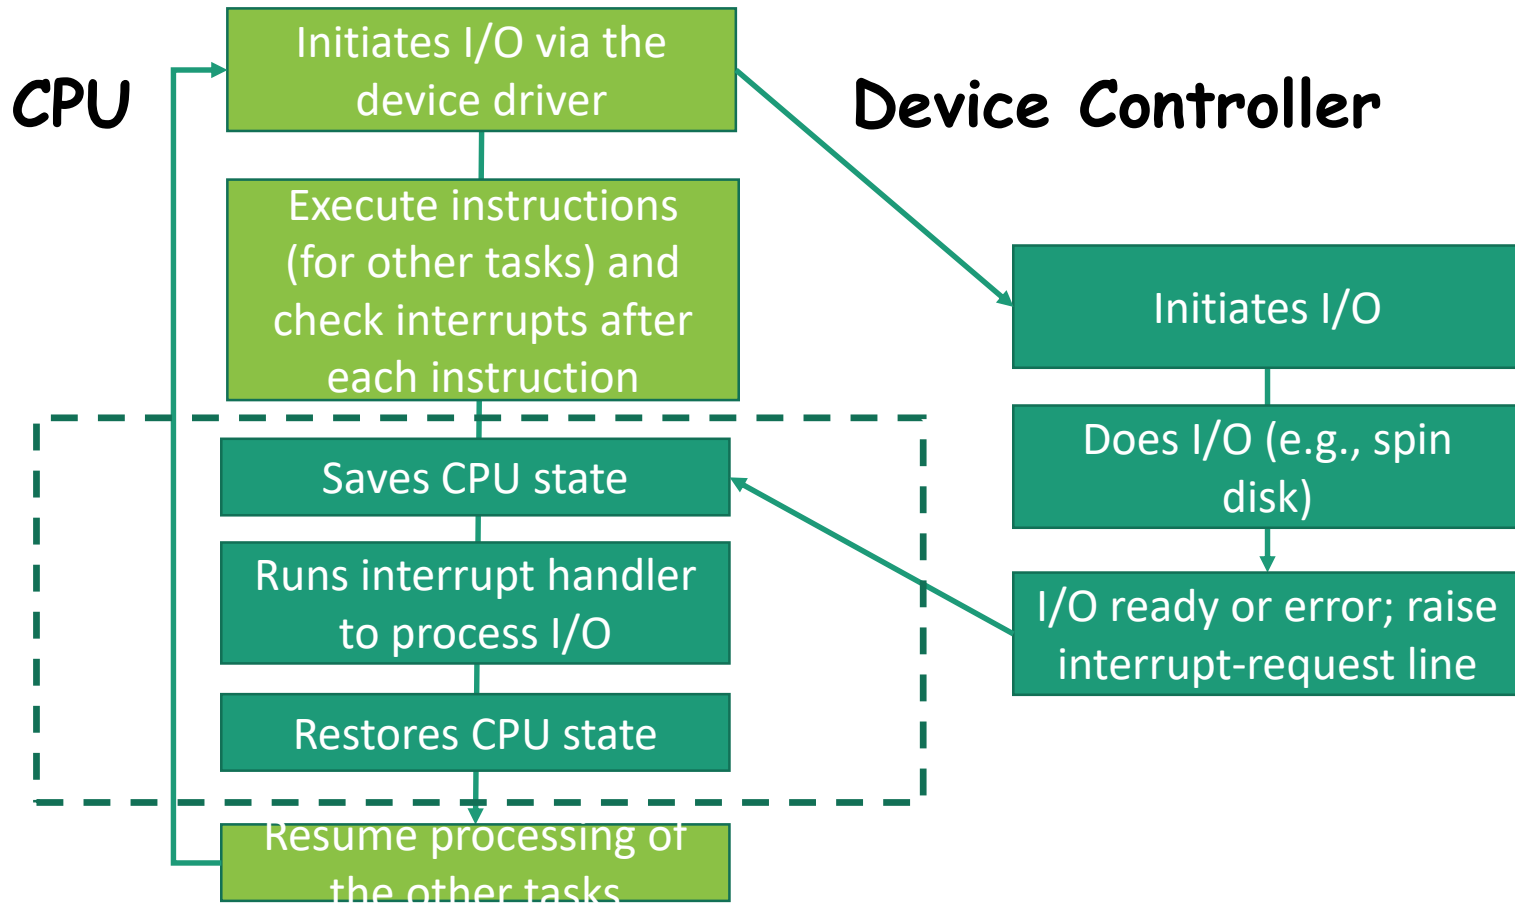 CPU
Initiates I/O via the
device driver
Device Controller
Execute instructions
(for other tasks) and
check interrupts after
each instruction
Initiates I/O
Does I/O (e.g., spin
disk)
I/O ready or error; raise
interrupt-request line
Saves CPU state
Runs interrupt handler
to process I/O
Restores CPU state
Resume processing of
the other tasks